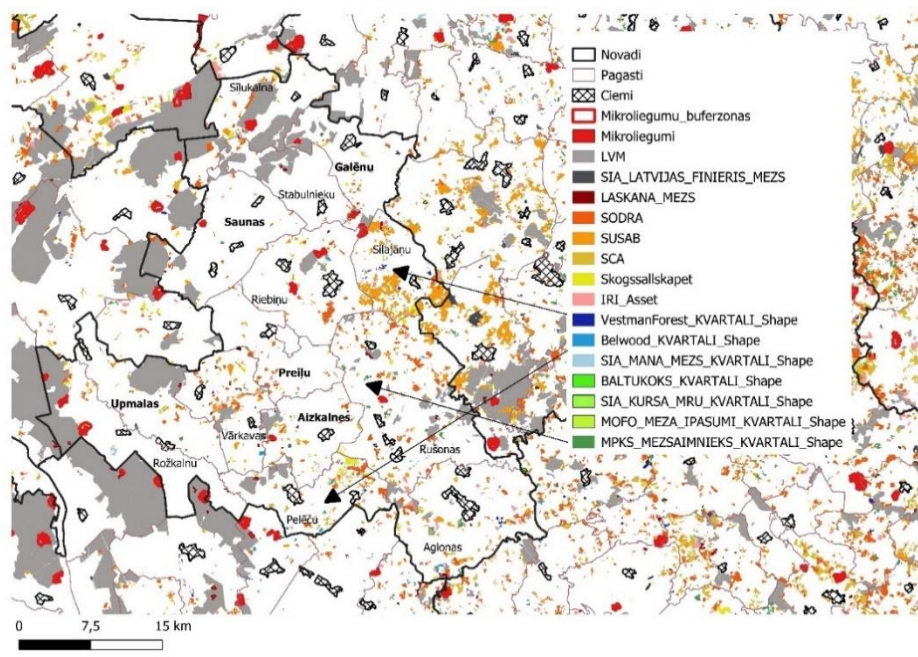 Novadi
Pagasti
Ciemi
Mikroliegumu_buferzonas
Mikroliegumi
LVM
SIA_LATVIJAS_FINIERIS_MEZS
LASKANA_MEZS
SODRA
SUSAB
SCA
Skogssallskapet
IRI_Asset
VestmanForest_KVARTALI_Shape
Belwood_KVARTALI_Shape
SIA_MANA_MEZS_KVARTALI_Shape
BALTUKOKS_KVARTALI_Shape
SIA_KURSA_MRU_KVARTALI_Shape
MOFO_MEZA_IPASUMI_KVARTALI_Shape
MPKS_MEZSAIMNIEKS_KVARTALI_Shape
Silukalna
Galēnu
Stabulnieku
Saunas
Silajāņu
Riebiņu
Preiļu
Upmalas
Aizkalnes
Vārkavas
Rušonas
Rožkalnu
Pelēču
Aglonas
0 7,5 15 km